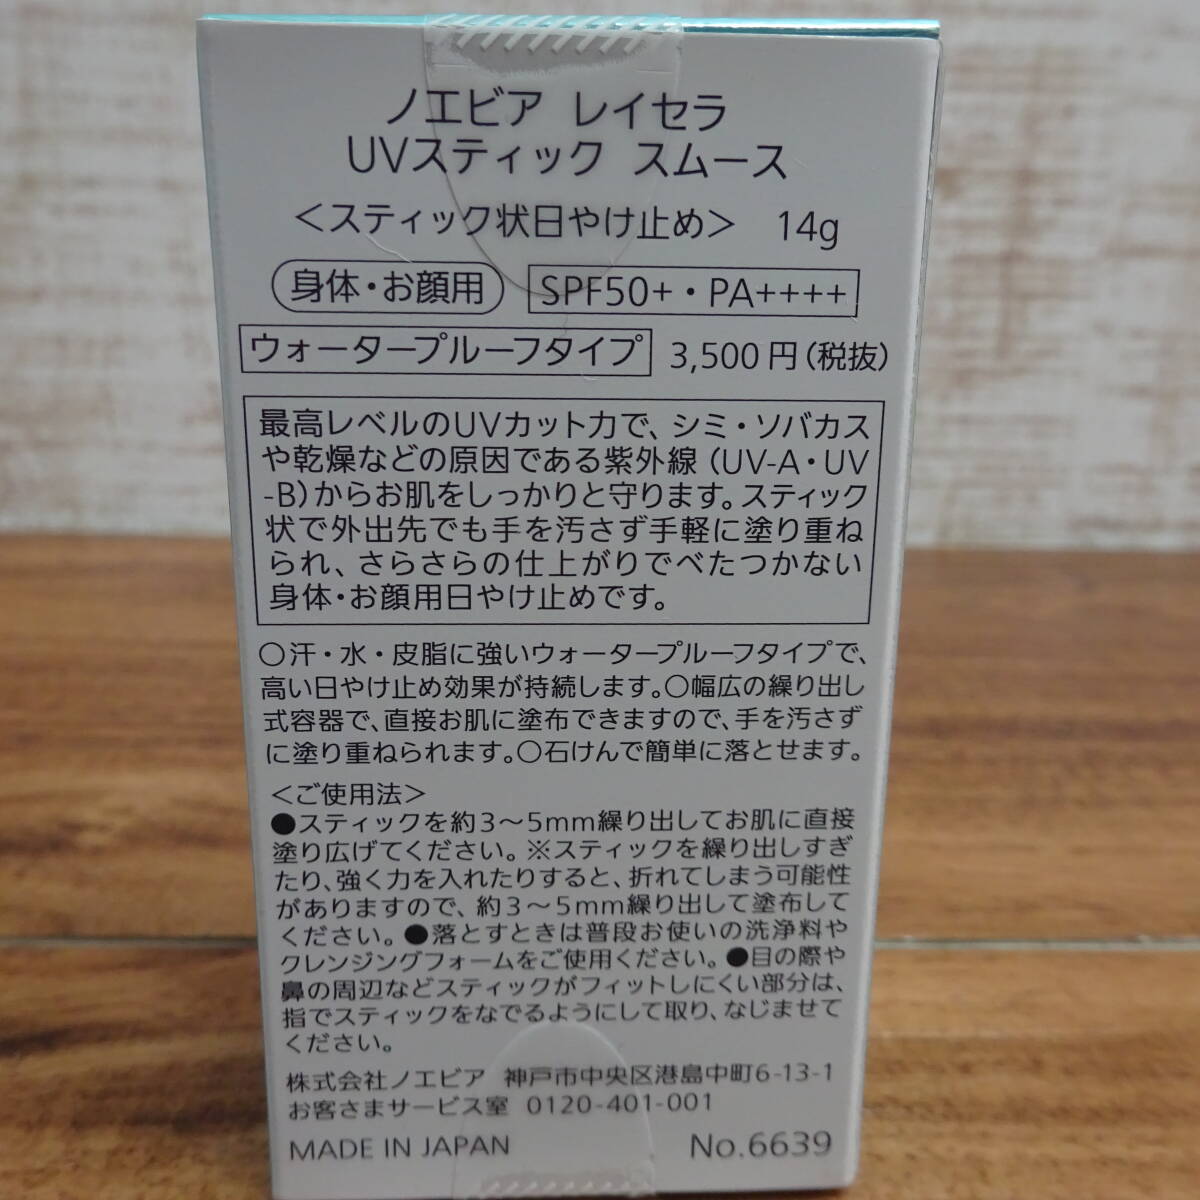 ノエビア レイセラ
UVスティック スムース
＜スティック状日やけ止め＞ 14g
身体・お顔用 SPF50+・PA++++
ウォータープルーフタイプ 3,500円（税抜）
最高レベルのUVカット力で、シミ・ソバカス
や乾燥などの原因である紫外線（UV-A・UV
-B）からお肌をしっかりと守ります。スティック
状で外出先でも手を汚さず手軽に塗り重ね
られ、さらさらの仕上がりでべたつかない
身体・お顔用日やけ止めです。
○汗・水・皮脂に強いウォータープルーフタイプで、
高い日やけ止め効果が持続します。○幅広の繰り出し
式容器で、直接お肌に塗布できますので、手を汚さず
に塗り重ねられます。○石けんで簡単に落とせます。
＜ご使用法＞
●スティックを約3～5mm繰り出してお肌に直接
塗り広げてください。※スティックを繰り出しすぎ
たり、強く力を入れたりすると、折れてしまう可能性
がありますので、約3～5mm繰り出して塗布して
ください。●落とすときは普段お使いの洗浄料や
クレンジングフォームをご使用ください。●目の際や
鼻の周辺などスティックがフィットしにくい部分は、
指でスティックをなでるようにして取り、なじませて
ください。
株式会社ノエビア 神戸市中央区港島中町6-13-1
お客さまサービス室 0120-401-001
MADE IN JAPAN No.6639